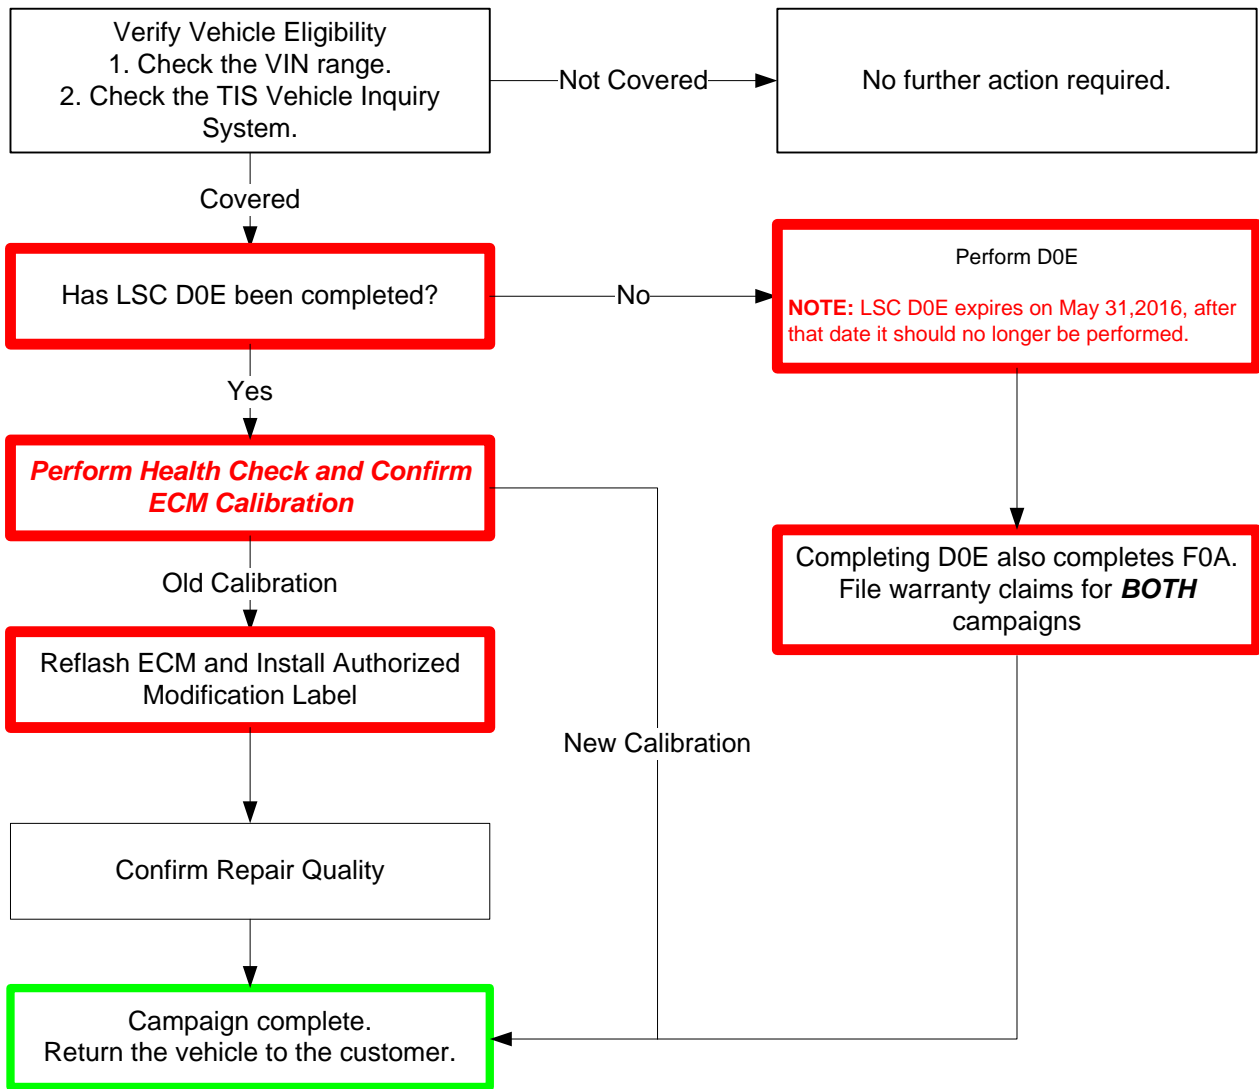 Verify Vehicle Eligibility
1. Check the VIN range.
2. Check the TIS Vehicle Inquiry
System.
Not Covered
No further action required.
Covered
Has LSC D0E been completed?
No
Perform D0E
NOTE: LSC D0E expires on May 31,2016, after
that date it should no longer be performed.
Yes
Perform Health Check and Confirm
ECM Calibration
Completing D0E also completes F0A.
File warranty claims for BOTH
campaigns
Old Calibration
Reflash ECM and Install Authorized
Modification Label
New Calibration
Confirm Repair Quality
Campaign complete.
Return the vehicle to the customer.